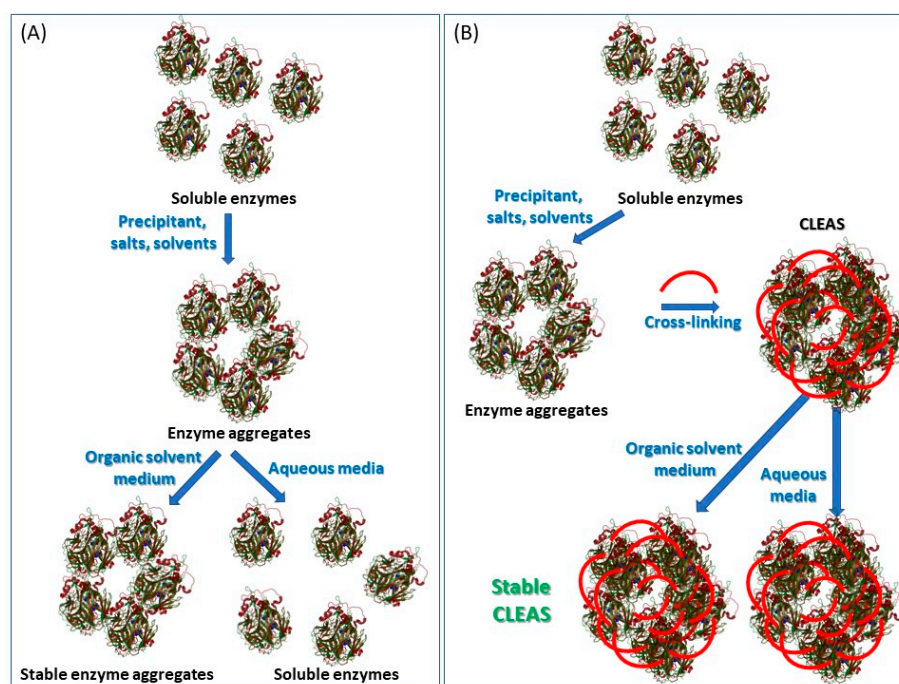 (A)
Soluble enzymes
Precipitant,
salts, solvents
Enzyme aggregates
Organic solvent
medium
Aqueous media
Stable enzyme aggregates
Soluble enzymes
(B)
Soluble enzymes
Precipitant,
salts, solvents
CLEAS
Cross-linking
Enzyme aggregates
Organic solvent
medium
Aqueous
media
Stable
CLEAS